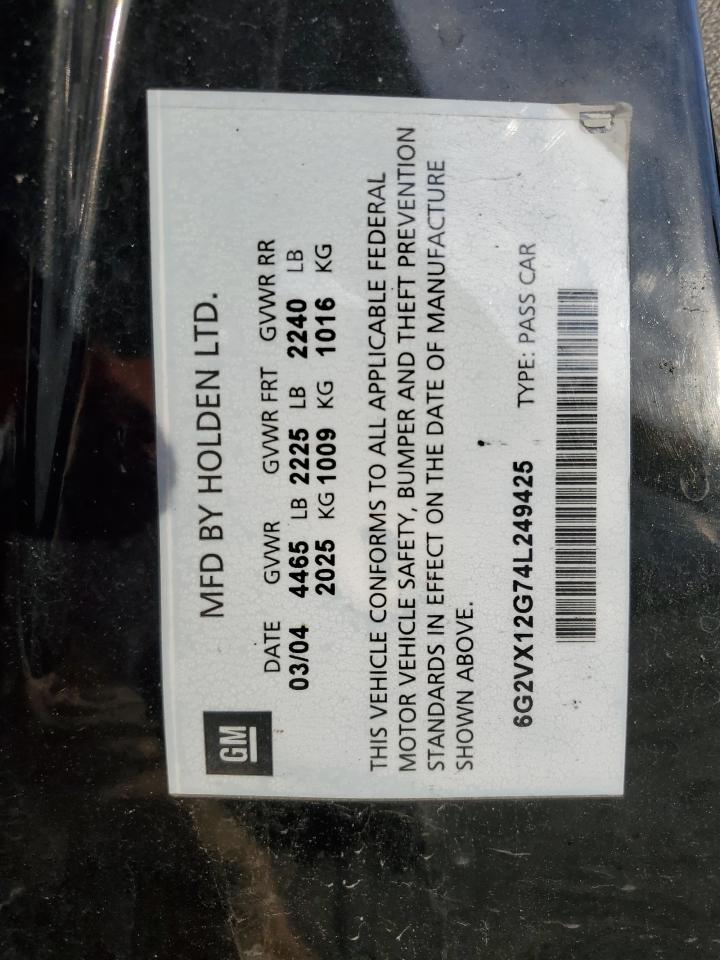 GM
MFD BY HOLDEN LTD.
DATE GVWR GVWR FRT GVWR RR
03/04 4465 LB 2225 LB 2240 LB
2025 KG 1009 KG 1016 KG
THIS VEHICLE CONFORMS TO ALL APPLICABLE FEDERAL
MOTOR VEHICLE SAFETY, BUMPER AND THEFT PREVENTION
STANDARDS IN EFFECT ON THE DATE OF MANUFACTURE
SHOWN ABOVE.
6G2VX12G74L249425 TYPE: PASS CAR